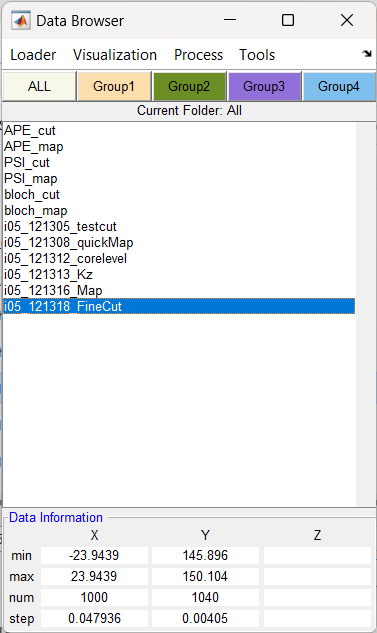 Data Browser
Loader Visualization Process Tools
ALL Group1 Group2 Group3 Group4
Current Folder: All
APE_cut
APE_map
PSI_cut
PSI_map
bloch_cut
bloch_map
i05_121305_testcut
i05_121308_quickMap
i05_121312_corelevel
i05_121313_Kz
i05_121316_Map
i05_121318_FineCut
Data Information
X Y Z
min -23.9439 145.896
max 23.9439 150.104
num 1000 1040
step 0.047936 0.00405